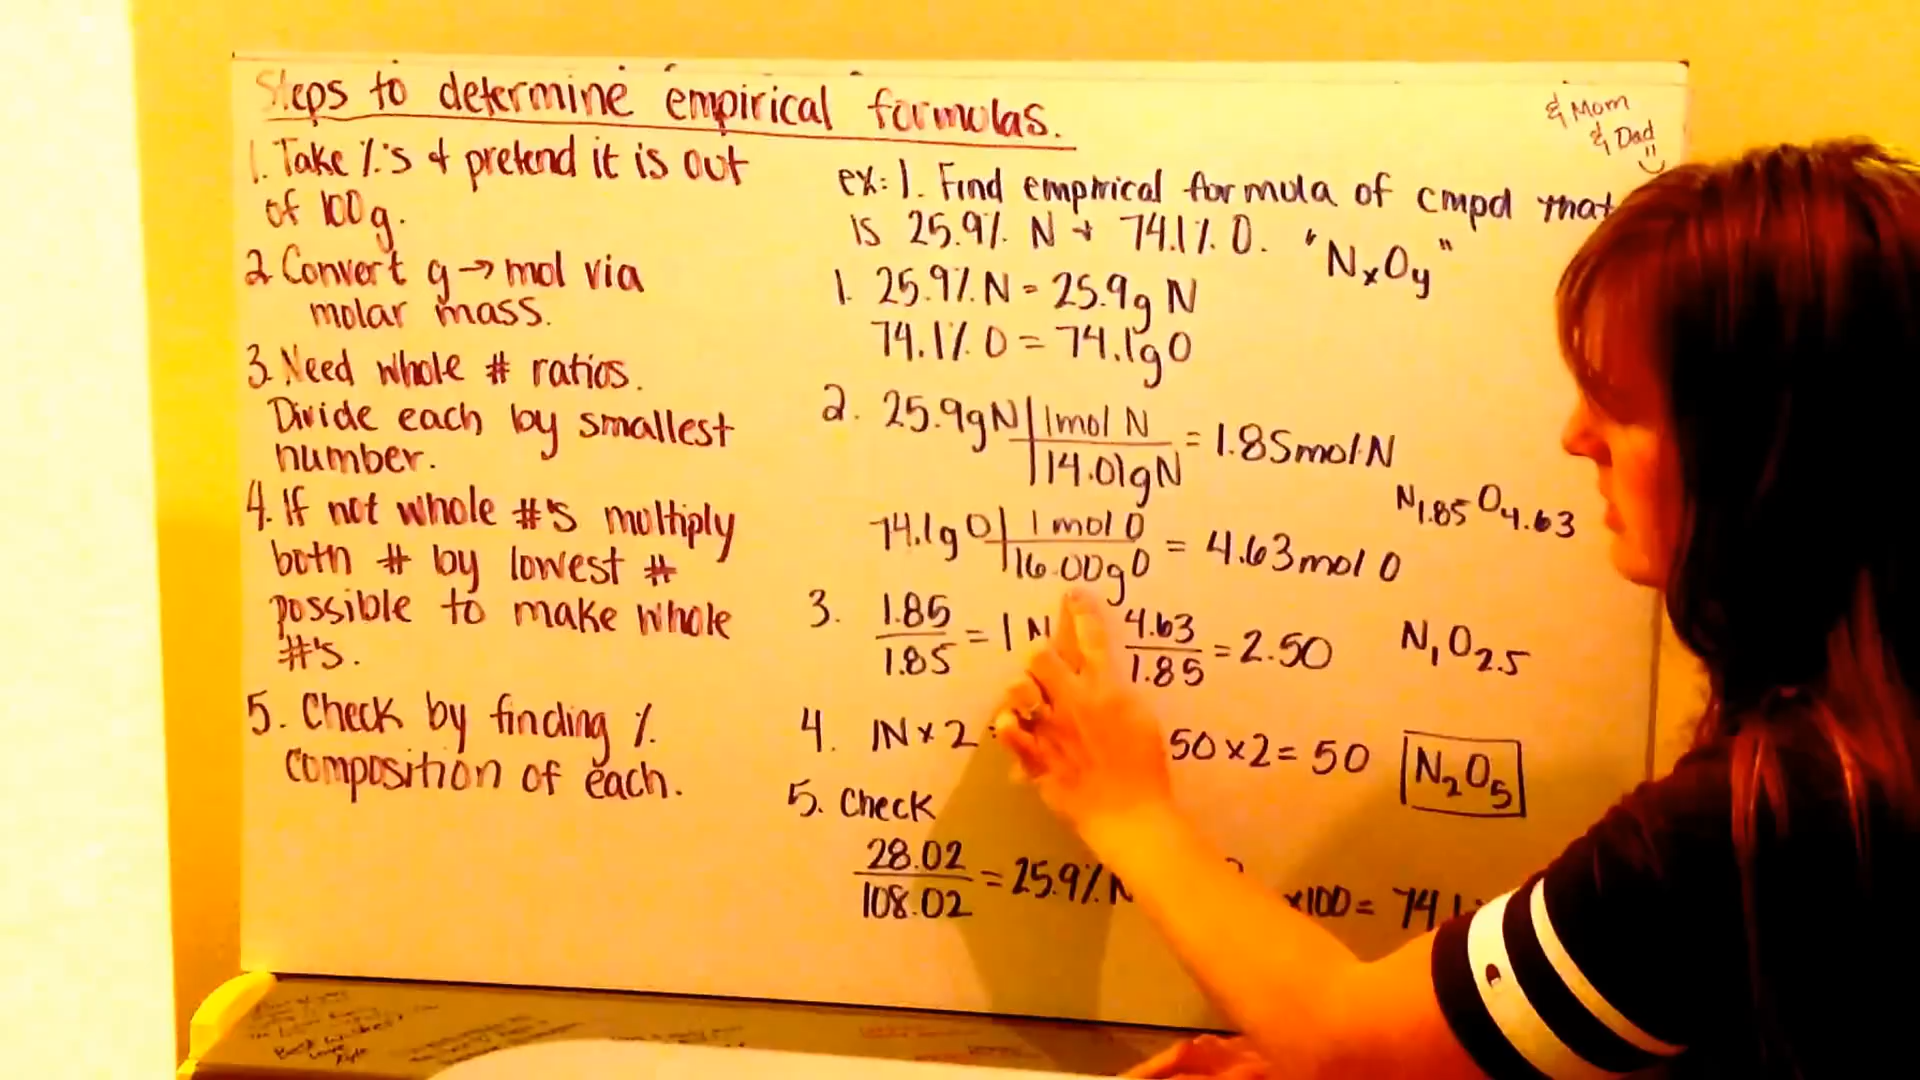 Steps to determine empirical formulas.
1. Take %'s & pretend it is out
of 100g.
2 Convert g→mol via
molar mass.
3. Need whole # ratios.
Divide each by smallest
number.
4. If not whole #'s multiply
both # by lowest #
possible to make whole
#'s.
5. Check by finding %
composition of each.
& Mom
& Dad
ex: 1. Find empirical formula of cmpd that
is 25.9% N + 74.1% O. "NxOy"
1. 25.9% N = 25.9g N
74.1% O = 74.1g O
2. 25.9g N | 1 mol N / 14.01g N = 1.85 mol N
N1.85 O4.63
74.1g O | 1 mol O / 16.00g O = 4.63 mol O
3. 1.85 / 1.85 = 1 N 4.63 / 1.85 = 2.50 N1O2.5
4. 1N x 2 50 x 2 = 50 N2O5
5. Check
28.02 / 108.02 = 25.9% N x100 = 74.1